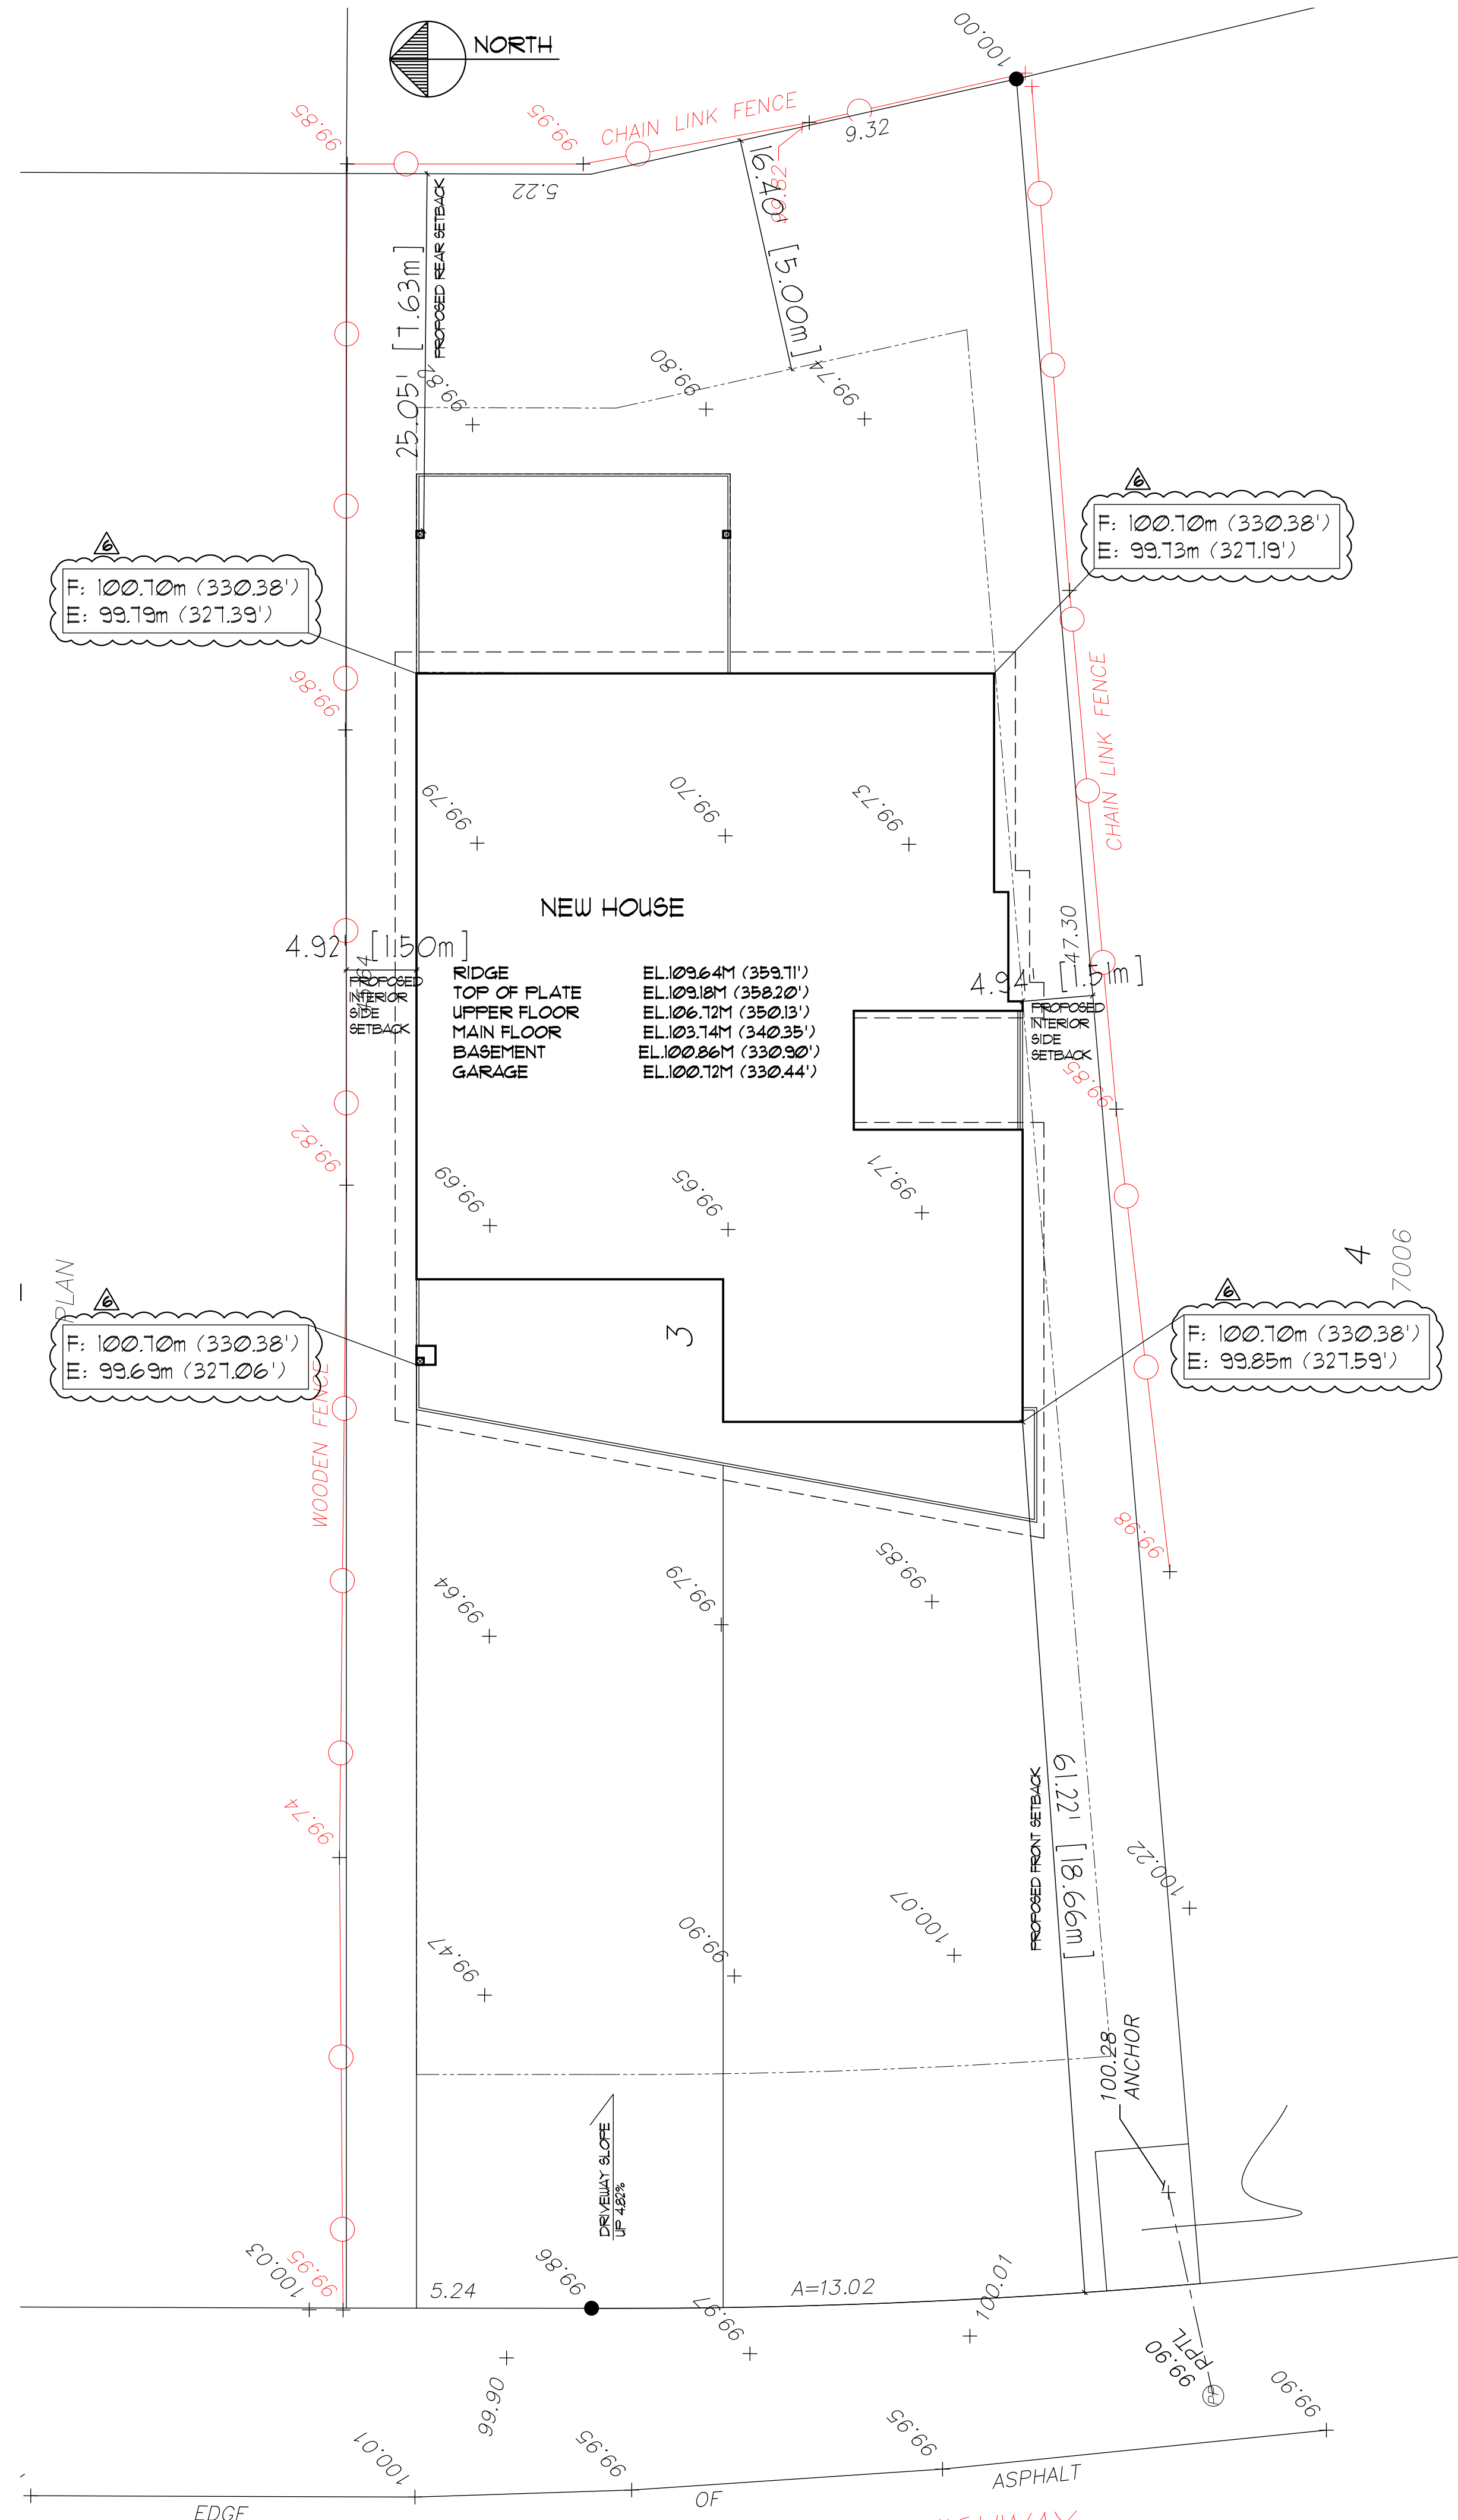 NORTH
100.00
99.85
99.95
CHAIN LINK FENCE
9.32
5.22
99.82
16.40' [5.00m]
25.05' [7.63m]
PROPOSED REAR SETBACK
99.80
99.74
6
F: 100.70m (330.38')
E: 99.73m (327.19')
6
F: 100.70m (330.38')
E: 99.79m (327.39')
99.86
CHAIN LINK FENCE
99.79
99.70
99.73
NEW HOUSE
47.30
4.92' [1.50m]
PROPOSED
INTERIOR
SIDE
SETBACK
RIDGE EL.109.64M (359.71')
TOP OF PLATE EL.109.18M (358.20')
UPPER FLOOR EL.106.72M (350.13')
MAIN FLOOR EL.103.74M (340.35')
BASEMENT EL.100.86M (330.90')
GARAGE EL.100.72M (330.44')
4.94' [1.51m]
PROPOSED
INTERIOR
SIDE
SETBACK
99.85
99.82
99.69
99.65
99.71
PLAN
4
7006
6
F: 100.70m (330.38')
E: 99.69m (327.06')
3
6
F: 100.70m (330.38')
E: 99.85m (327.59')
WOODEN FENCE
99.98
99.64
99.79
99.85
99.74
PROPOSED FRONT SETBACK
61.22' [18.66m]
100.22
99.47
99.90
100.07
100.28
ANCHOR
DRIVEWAY SLOPE
UP 4.82%
100.03
99.95
5.24
99.86
A=13.02
99.97
100.01
99.90
PPTL
PP
99.90
99.90
100.01
99.95
99.95
EDGE
OF
ASPHALT